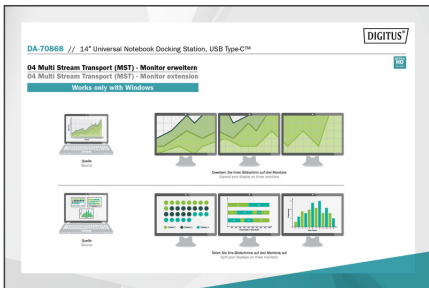 DIGITUS®
DA-70868 // 14" Universal Notebook Docking Station, USB Type-C™
HD
04 Multi Stream Transport (MST) - Monitor erweitern
04 Multi Stream Transport (MST) - Monitor extension
Works only with Windows
Quelle
Source
Erweitern Sie Ihren Bildschirm auf drei Monitore
Expand your display on three monitors
Quelle
Source
Teilen Sie Ihre Bildschirme auf drei Monitore auf
Split your displays on three monitors